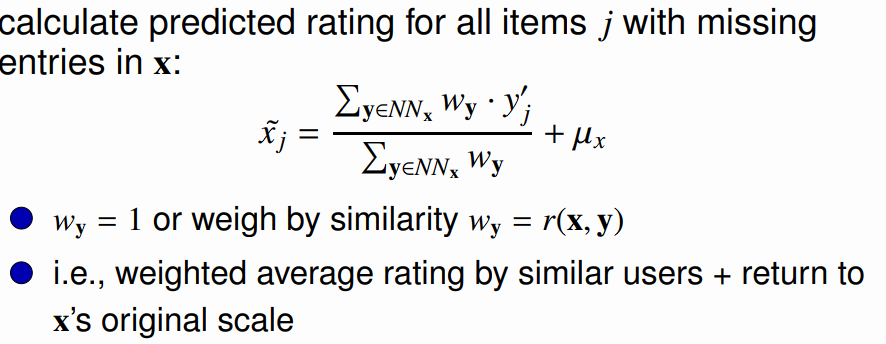 calculate predicted rating for all items j with missing
entries in x:
x̃_j = (∑_{y∈NN_x} w_y · y′_j) / (∑_{y∈NN_x} w_y) + μ_x
● w_y = 1 or weigh by similarity w_y = r(x, y)
● i.e., weighted average rating by similar users + return to
x’s original scale